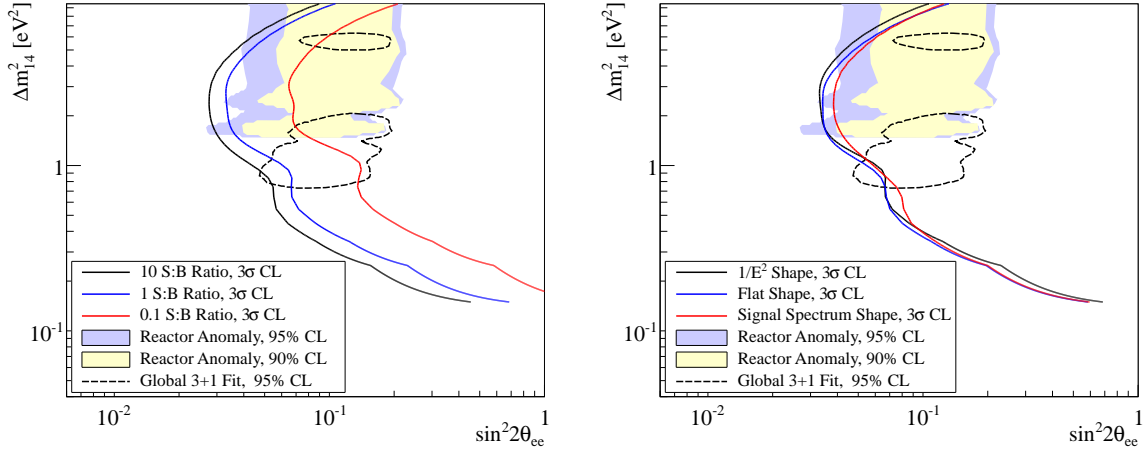 Δm²₁₄ [eV²]
1
10⁻¹
10 S:B Ratio, 3σ CL
1 S:B Ratio, 3σ CL
0.1 S:B Ratio, 3σ CL
Reactor Anomaly, 95% CL
Reactor Anomaly, 90% CL
Global 3+1 Fit, 95% CL
10⁻² 10⁻¹ 1
sin²2θₑₑ
Δm²₁₄ [eV²]
1
10⁻¹
1/E² Shape, 3σ CL
Flat Shape, 3σ CL
Signal Spectrum Shape, 3σ CL
Reactor Anomaly, 95% CL
Reactor Anomaly, 90% CL
Global 3+1 Fit, 95% CL
10⁻² 10⁻¹ 1
sin²2θₑₑ